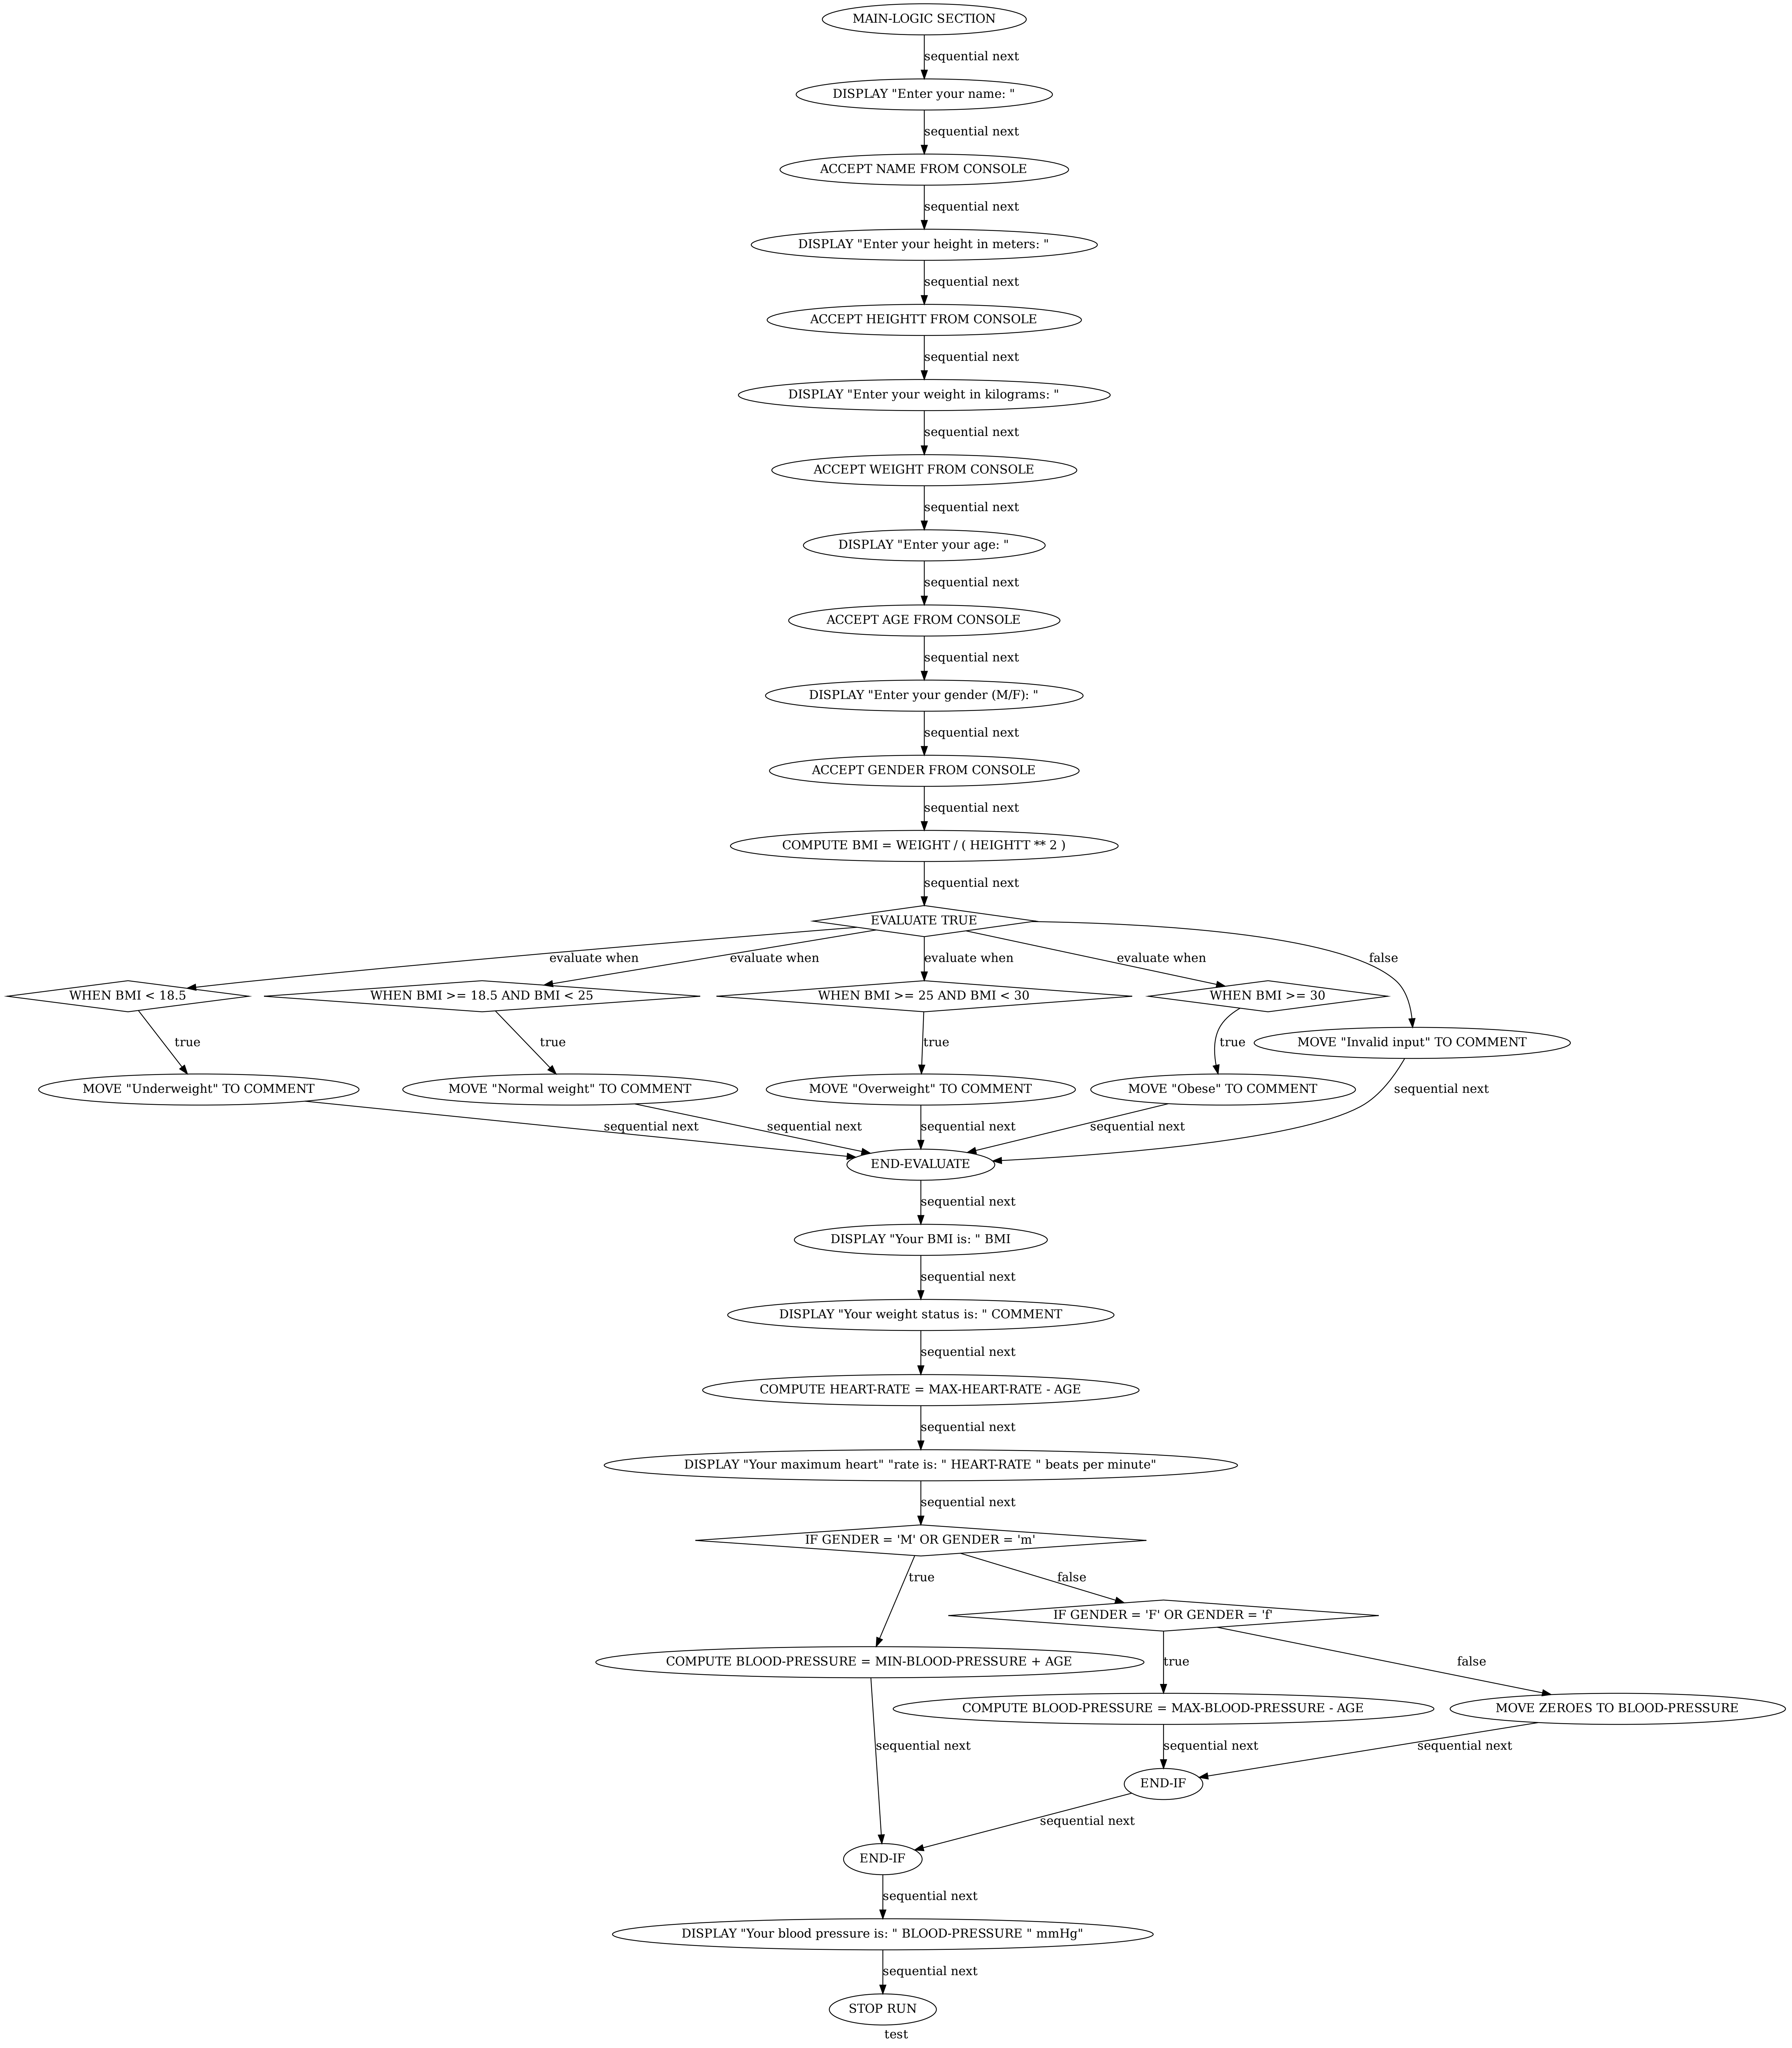 MAIN-LOGIC SECTION
sequential next
DISPLAY "Enter your name: "
sequential next
ACCEPT NAME FROM CONSOLE
sequential next
DISPLAY "Enter your height in meters: "
sequential next
ACCEPT HEIGHTT FROM CONSOLE
sequential next
DISPLAY "Enter your weight in kilograms: "
sequential next
ACCEPT WEIGHT FROM CONSOLE
sequential next
DISPLAY "Enter your age: "
sequential next
ACCEPT AGE FROM CONSOLE
sequential next
DISPLAY "Enter your gender (M/F): "
sequential next
ACCEPT GENDER FROM CONSOLE
sequential next
COMPUTE BMI = WEIGHT / ( HEIGHTT ** 2 )
sequential next
EVALUATE TRUE
evaluate when
evaluate when
evaluate when
evaluate when
false
WHEN BMI < 18.5
WHEN BMI >= 18.5 AND BMI < 25
WHEN BMI >= 25 AND BMI < 30
WHEN BMI >= 30
true
true
true
true
MOVE "Invalid input" TO COMMENT
MOVE "Underweight" TO COMMENT
MOVE "Normal weight" TO COMMENT
MOVE "Overweight" TO COMMENT
MOVE "Obese" TO COMMENT
sequential next
sequential next
sequential next
sequential next
sequential next
END-EVALUATE
sequential next
DISPLAY "Your BMI is: " BMI
sequential next
DISPLAY "Your weight status is: " COMMENT
sequential next
COMPUTE HEART-RATE = MAX-HEART-RATE - AGE
sequential next
DISPLAY "Your maximum heart" "rate is: " HEART-RATE " beats per minute"
sequential next
IF GENDER = 'M' OR GENDER = 'm'
true
false
IF GENDER = 'F' OR GENDER = 'f'
COMPUTE BLOOD-PRESSURE = MIN-BLOOD-PRESSURE + AGE
true
false
COMPUTE BLOOD-PRESSURE = MAX-BLOOD-PRESSURE - AGE
MOVE ZEROES TO BLOOD-PRESSURE
sequential next
sequential next
sequential next
END-IF
sequential next
END-IF
sequential next
DISPLAY "Your blood pressure is: " BLOOD-PRESSURE " mmHg"
sequential next
STOP RUN
test